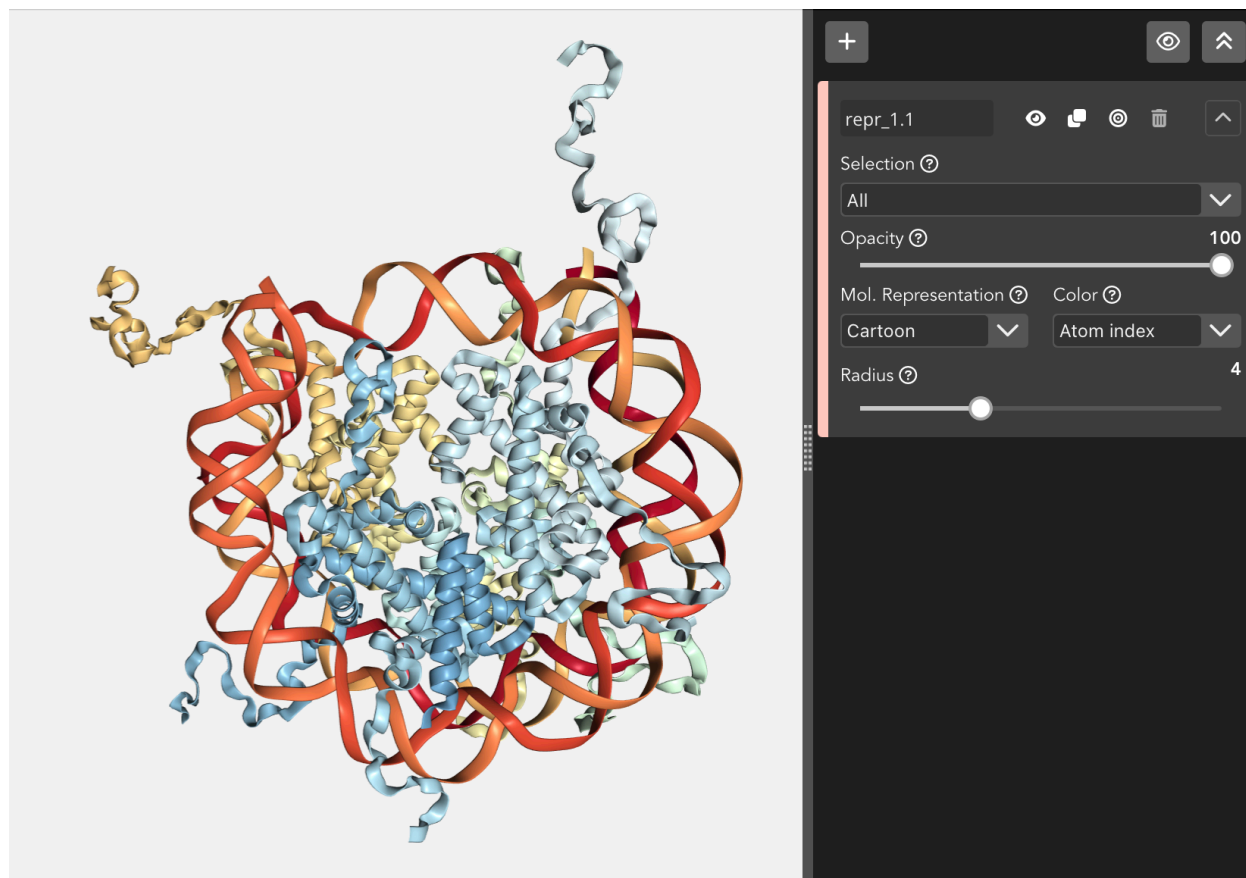 repr_1.1
Selection
All
Opacity 100
Mol. Representation Color
Cartoon Atom index
Radius 4